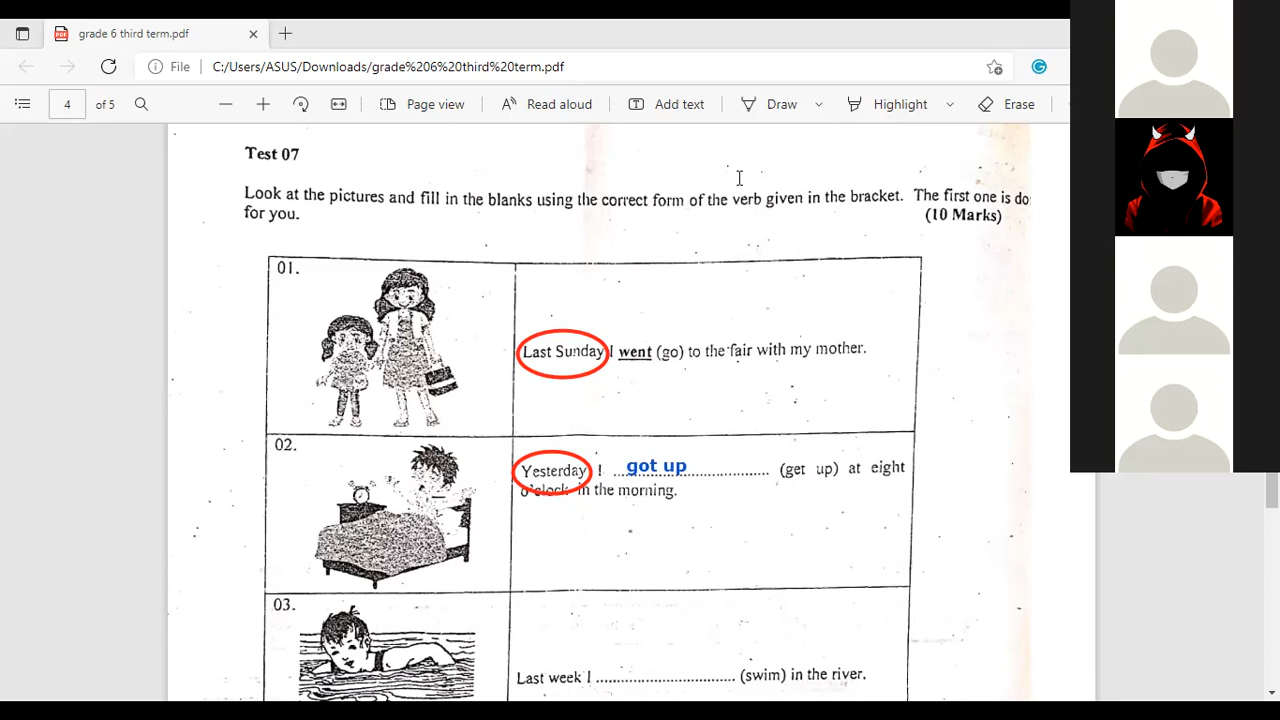 grade 6 third term.pdf
File C:/Users/ASUS/Downloads/grade%206%20third%20term.pdf
4 of 5 Page view Read aloud Add text Draw Highlight Erase
Test 07
Look at the pictures and fill in the blanks using the correct form of the verb given in the bracket. The first one is do
for you. (10 Marks)
01.
Last Sunday I went (go) to the fair with my mother.
02.
Yesterday I ... got up .................... (get up) at eight
o'clock in the morning.
03.
Last week I .................................. (swim) in the river.